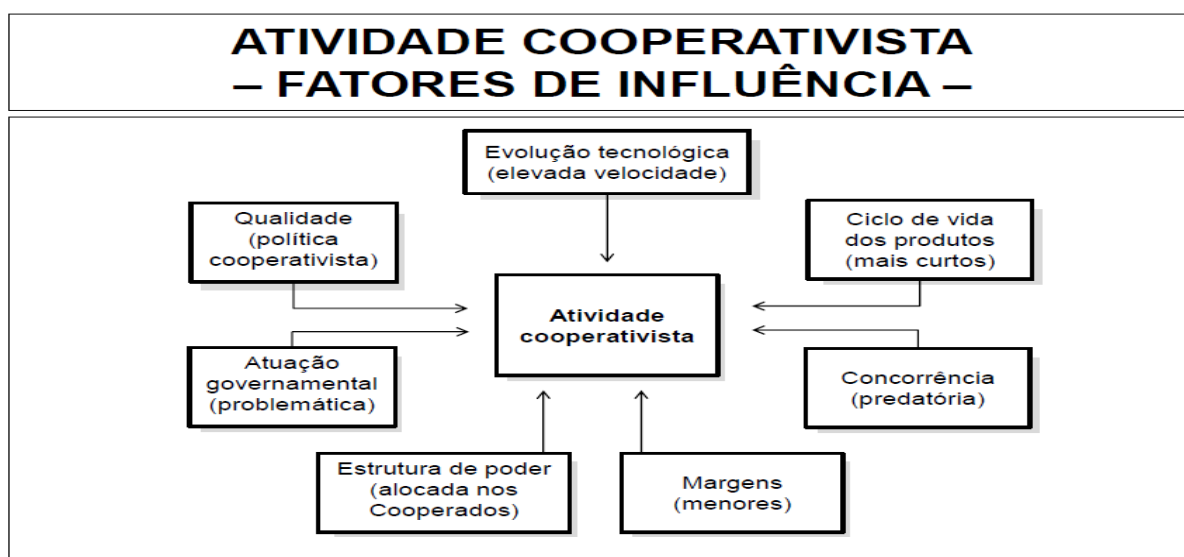 ATIVIDADE COOPERATIVISTA
– FATORES DE INFLUÊNCIA –
Evolução tecnológica
(elevada velocidade)
Qualidade
(política
cooperativista)
Ciclo de vida
dos produtos
(mais curtos)
Atividade
cooperativista
Atuação
governamental
(problemática)
Concorrência
(predatória)
Estrutura de poder
(alocada nos
Cooperados)
Margens
(menores)